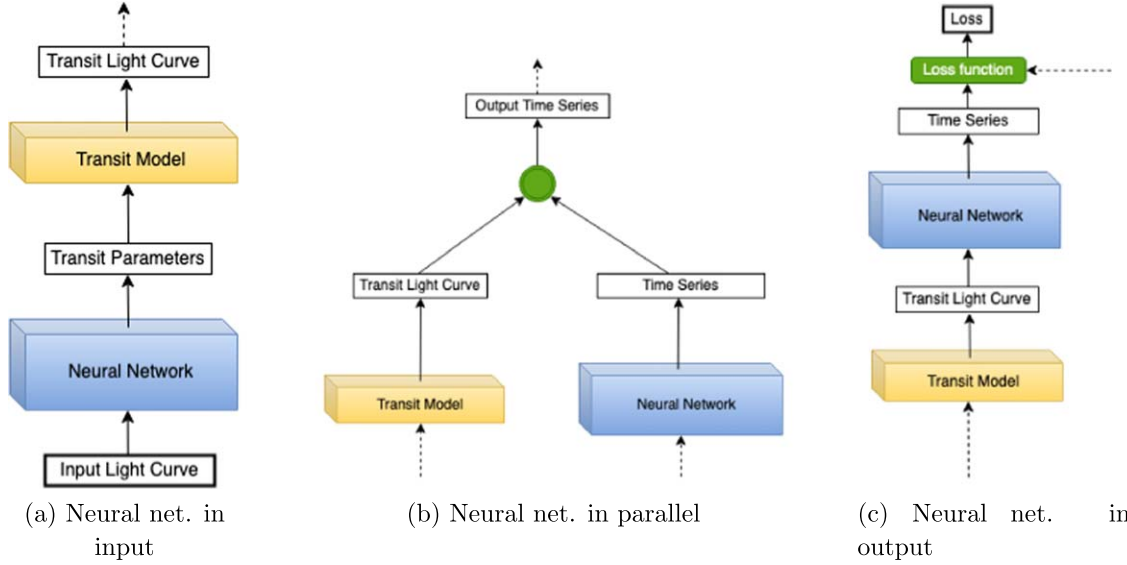 Transit Light Curve
Transit Model
Transit Parameters
Neural Network
Input Light Curve
(a) Neural net. in
input
Output Time Series
Transit Light Curve
Time Series
Transit Model
Neural Network
(b) Neural net. in parallel
Loss
Loss function
Time Series
Neural Network
Transit Light Curve
Transit Model
(c) Neural net. in
output